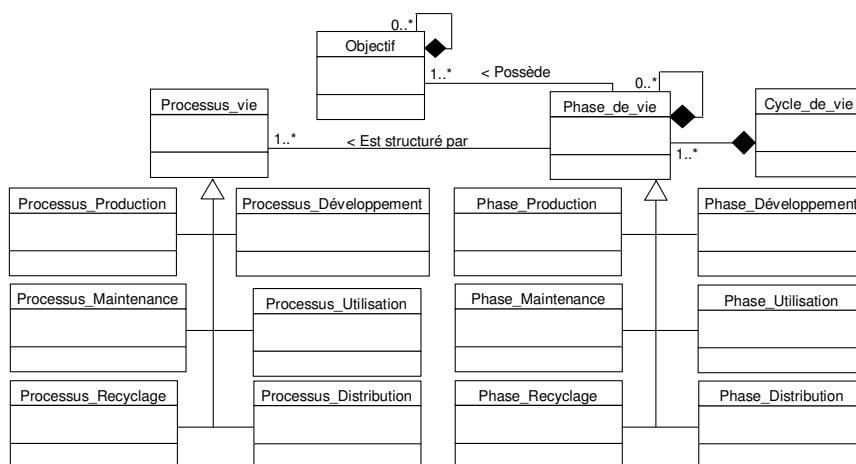 0..*
Objectif
1..*
< Possède
0..*
Processus_vie
Phase_de_vie
Cycle_de_vie
1..*
< Est structuré par
1..*
Processus_Production
Processus_Développement
Phase_Production
Phase_Développement
Processus_Maintenance
Processus_Utilisation
Phase_Maintenance
Phase_Utilisation
Processus_Recyclage
Processus_Distribution
Phase_Recyclage
Phase_Distribution